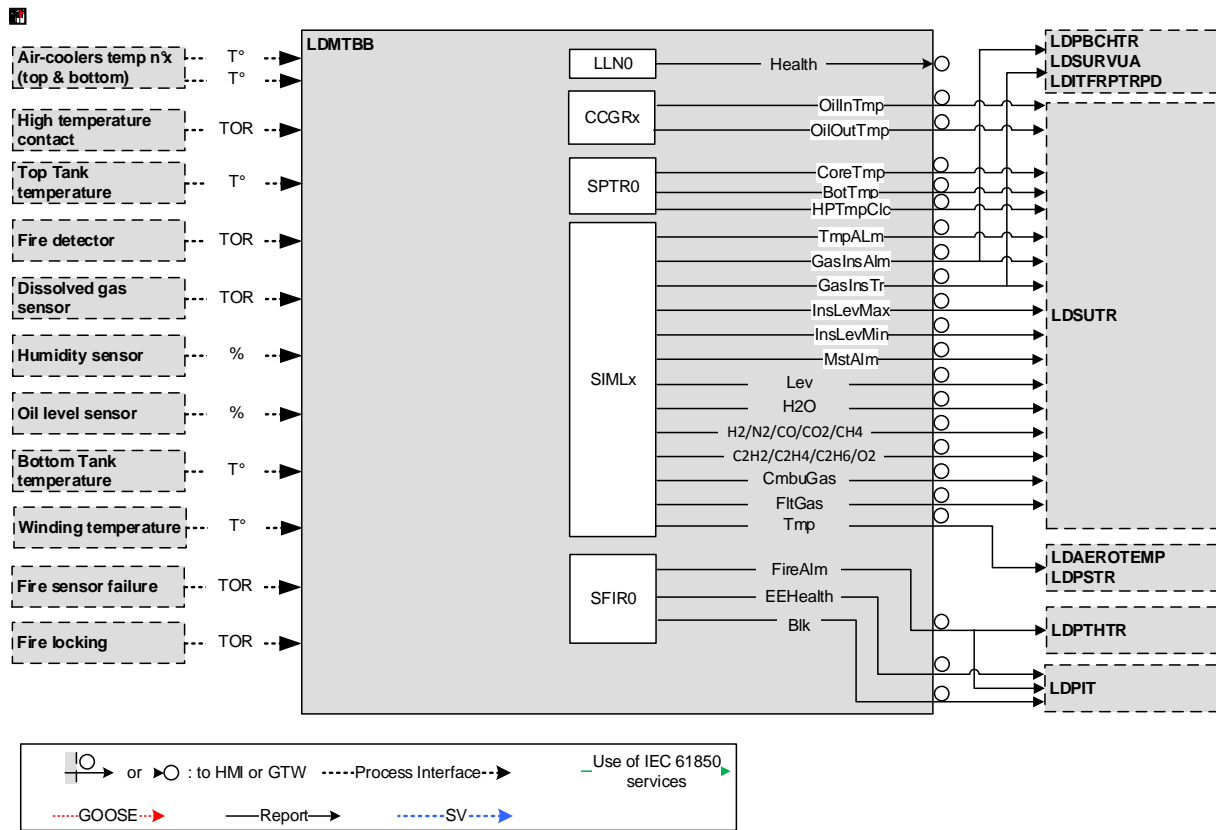 Air-coolers temp n°x
(top & bottom)
T°
T°
High temperature
contact
TOR
Top Tank
temperature
T°
Fire detector
TOR
Dissolved gas
sensor
TOR
Humidity sensor
%
Oil level sensor
%
Bottom Tank
temperature
T°
Winding temperature
T°
Fire sensor failure
TOR
Fire locking
TOR
LDMTBB
LLN0
Health
CCGRx
OilInTmp
OilOutTmp
SPTR0
CoreTmp
BotTmp
HPTmpClc
SIMLx
TmpALm
GasInsAlm
GasInsTr
InsLevMax
InsLevMin
MstAlm
Lev
H2O
H2/N2/CO/CO2/CH4
C2H2/C2H4/C2H6/O2
CmbuGas
FltGas
Tmp
SFIR0
FireAlm
EEHealth
Blk
LDPBCHTR
LDSURVUA
LDITFRPTRPD
LDSUTR
LDAEROTEMP
LDPSTR
LDPTHTR
LDPIT
or : to HMI or GTW
Process Interface
Use of IEC 61850
services
GOOSE
Report
SV